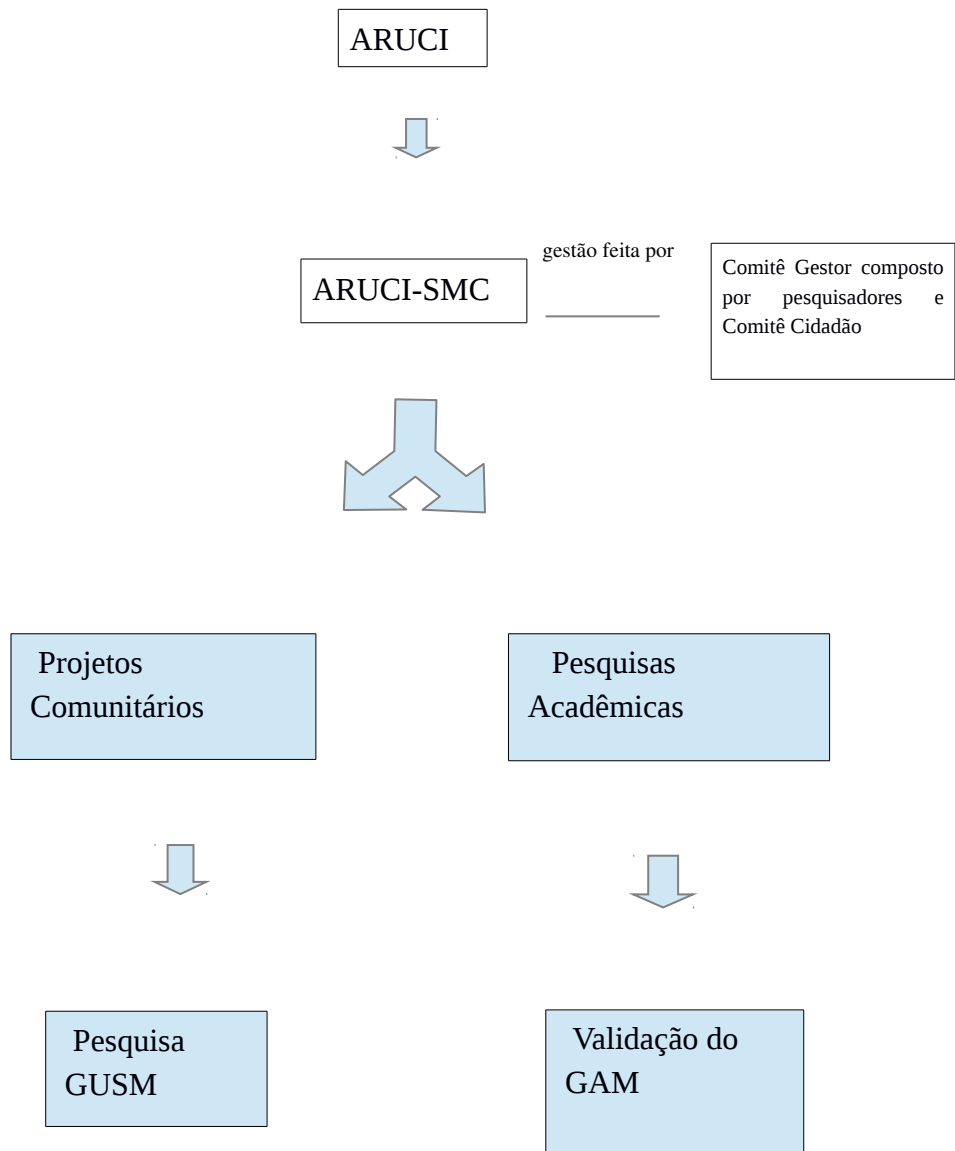 ARUCI
gestão feita por
ARUCI-SMC
Comitê Gestor composto
por pesquisadores e
Comitê Cidadão
Projetos
Comunitários
Pesquisas
Acadêmicas
Pesquisa
GUSM
Validação do
GAM